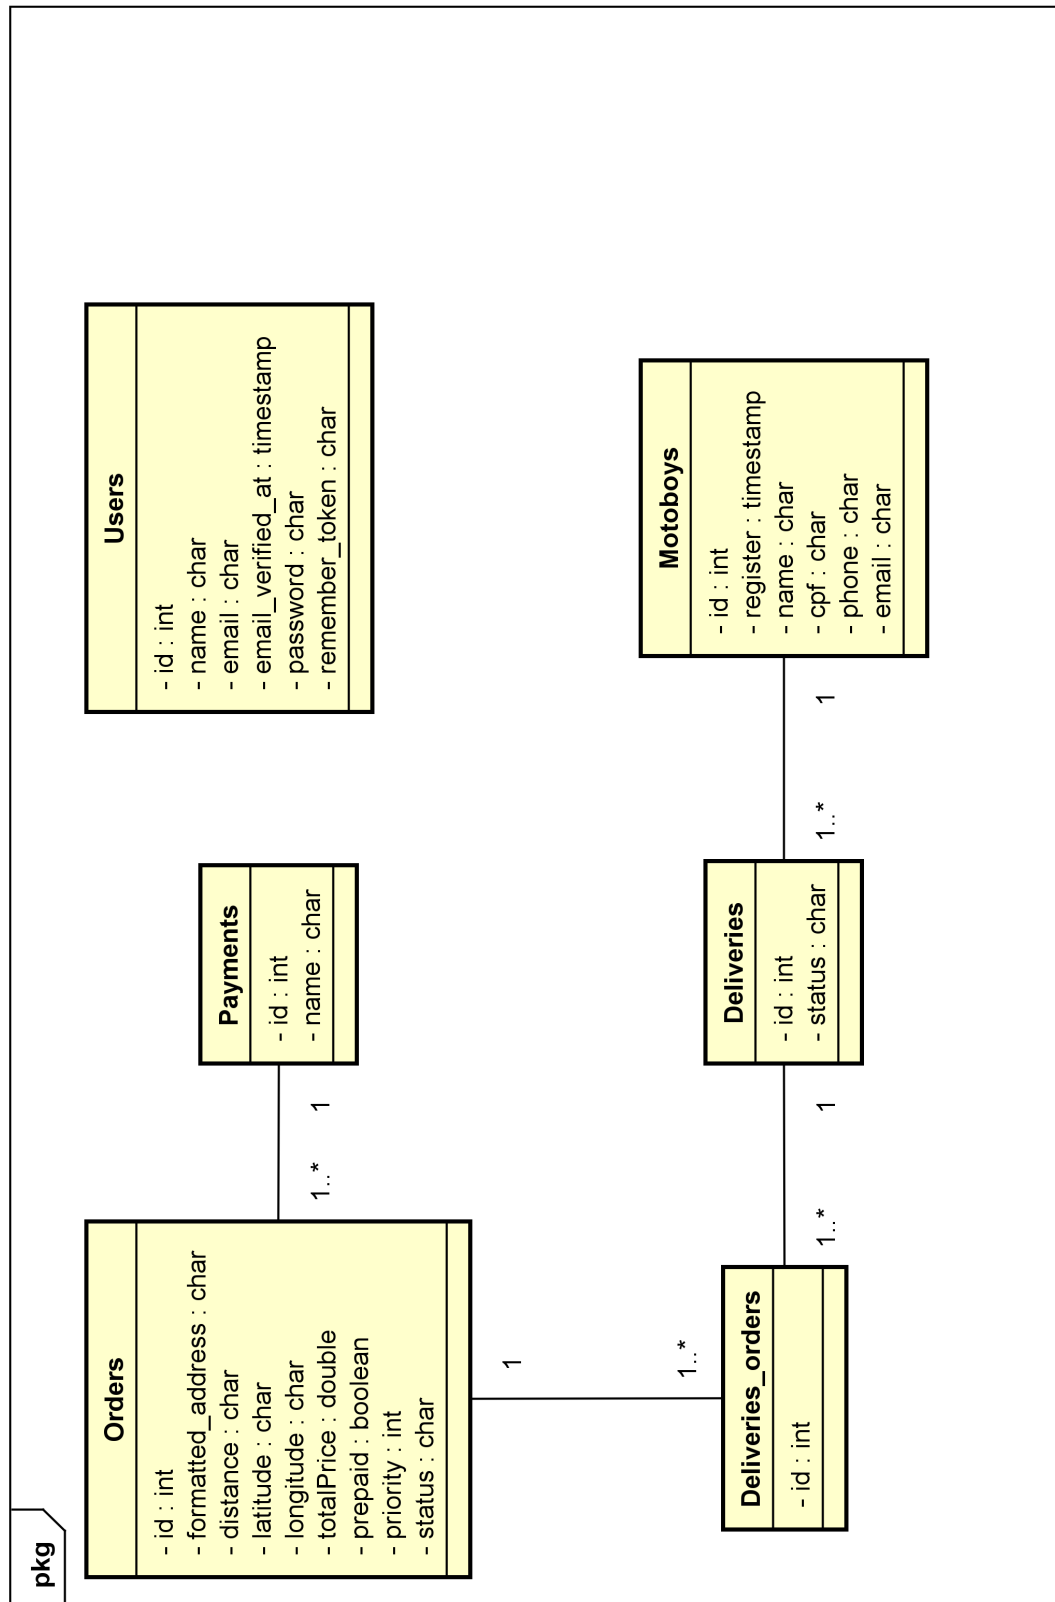 pkg
Orders
- id : int
- formatted_address : char
- distance : char
- latitude : char
- longitude : char
- totalPrice : double
- prepaid : boolean
- priority : int
- status : char
1..*
1
Payments
- id : int
- name : char
Users
- id : int
- name : char
- email : char
- email_verified_at : timestamp
- password : char
- remember_token : char
1
1..*
Deliveries_orders
- id : int
1..*
1
Deliveries
- id : int
- status : char
1..*
1
Motoboys
- id : int
- register : timestamp
- name : char
- cpf : char
- phone : char
- email : char